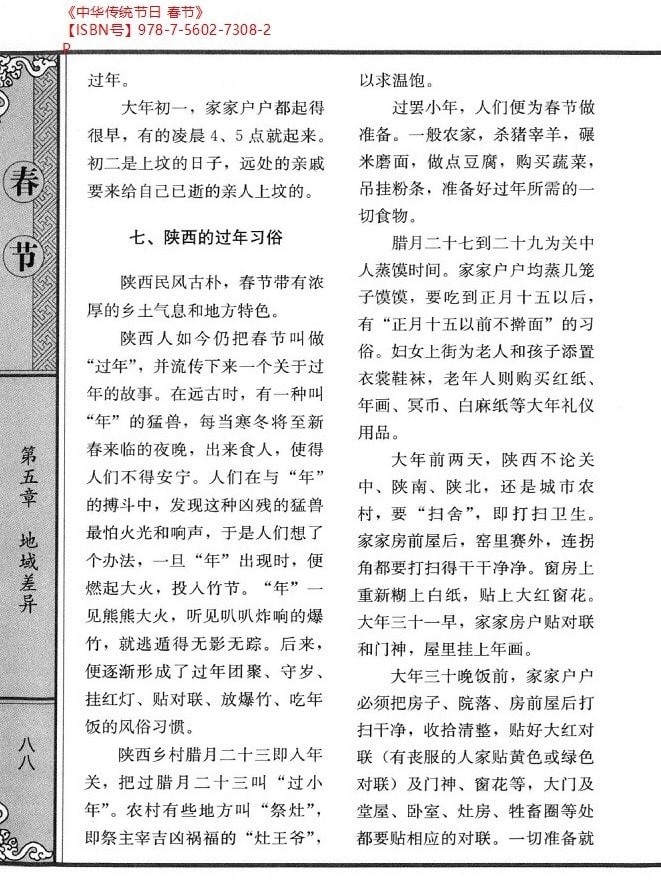 《中华传统节日 春节》
【ISBN号】978-7-5602-7308-2
P
春
节
第五章 地域差异
八八
过年。
大年初一，家家户户都起得
很早，有的凌晨4、5点就起来。
初二是上坟的日子，远处的亲戚
要来给自己已逝的亲人上坟的。
七、陕西的过年习俗
陕西民风古朴，春节带有浓
厚的乡土气息和地方特色。
陕西人如今仍把春节叫做
“过年”，并流传下来一个关于过
年的故事。在远古时，有一种叫
“年”的猛兽，每当寒冬将至新
春来临的夜晚，出来食人，使得
人们不得安宁。人们在与“年”
的搏斗中，发现这种凶残的猛兽
最怕火光和响声，于是人们想了
个办法，一旦“年”出现时，便
燃起大火，投入竹节。“年”一
见熊熊大火，听见叭叭炸响的爆
竹，就逃遁得无影无踪。后来，
便逐渐形成了过年团聚、守岁、
挂红灯、贴对联、放爆竹、吃年
饭的风俗习惯。
陕西乡村腊月二十三即入年
关，把过腊月二十三叫“过小
年”。农村有些地方叫“祭灶”，
即祭主宰吉凶祸福的“灶王爷”，
以求温饱。
过罢小年，人们便为春节做
准备。一般农家，杀猪宰羊，碾
米磨面，做点豆腐，购买蔬菜，
吊挂粉条，准备好过年所需的一
切食物。
腊月二十七到二十九为关中
人蒸馍时间。家家户户均蒸几笼
子馍馍，要吃到正月十五以后，
有“正月十五以前不擀面”的习
俗。妇女上街为老人和孩子添置
衣裳鞋袜，老年人则购买红纸、
年画、冥币、白麻纸等大年礼仪
用品。
大年前两天，陕西不论关
中、陕南、陕北，还是城市农
村，要“扫舍”，即打扫卫生。
家家房前屋后，窑里赛外，连拐
角都要打扫得干干净净。窗房上
重新糊上白纸，贴上大红窗花。
大年三十一早，家家房户贴对联
和门神，屋里挂上年画。
大年三十晚饭前，家家户户
必须把房子、院落、房前屋后打
扫干净，收拾清整，贴好大红对
联（有丧服的人家贴黄色或绿色
对联）及门神、窗花等，大门及
堂屋、卧室、灶房、牲畜圈等处
都要贴相应的对联。一切准备就